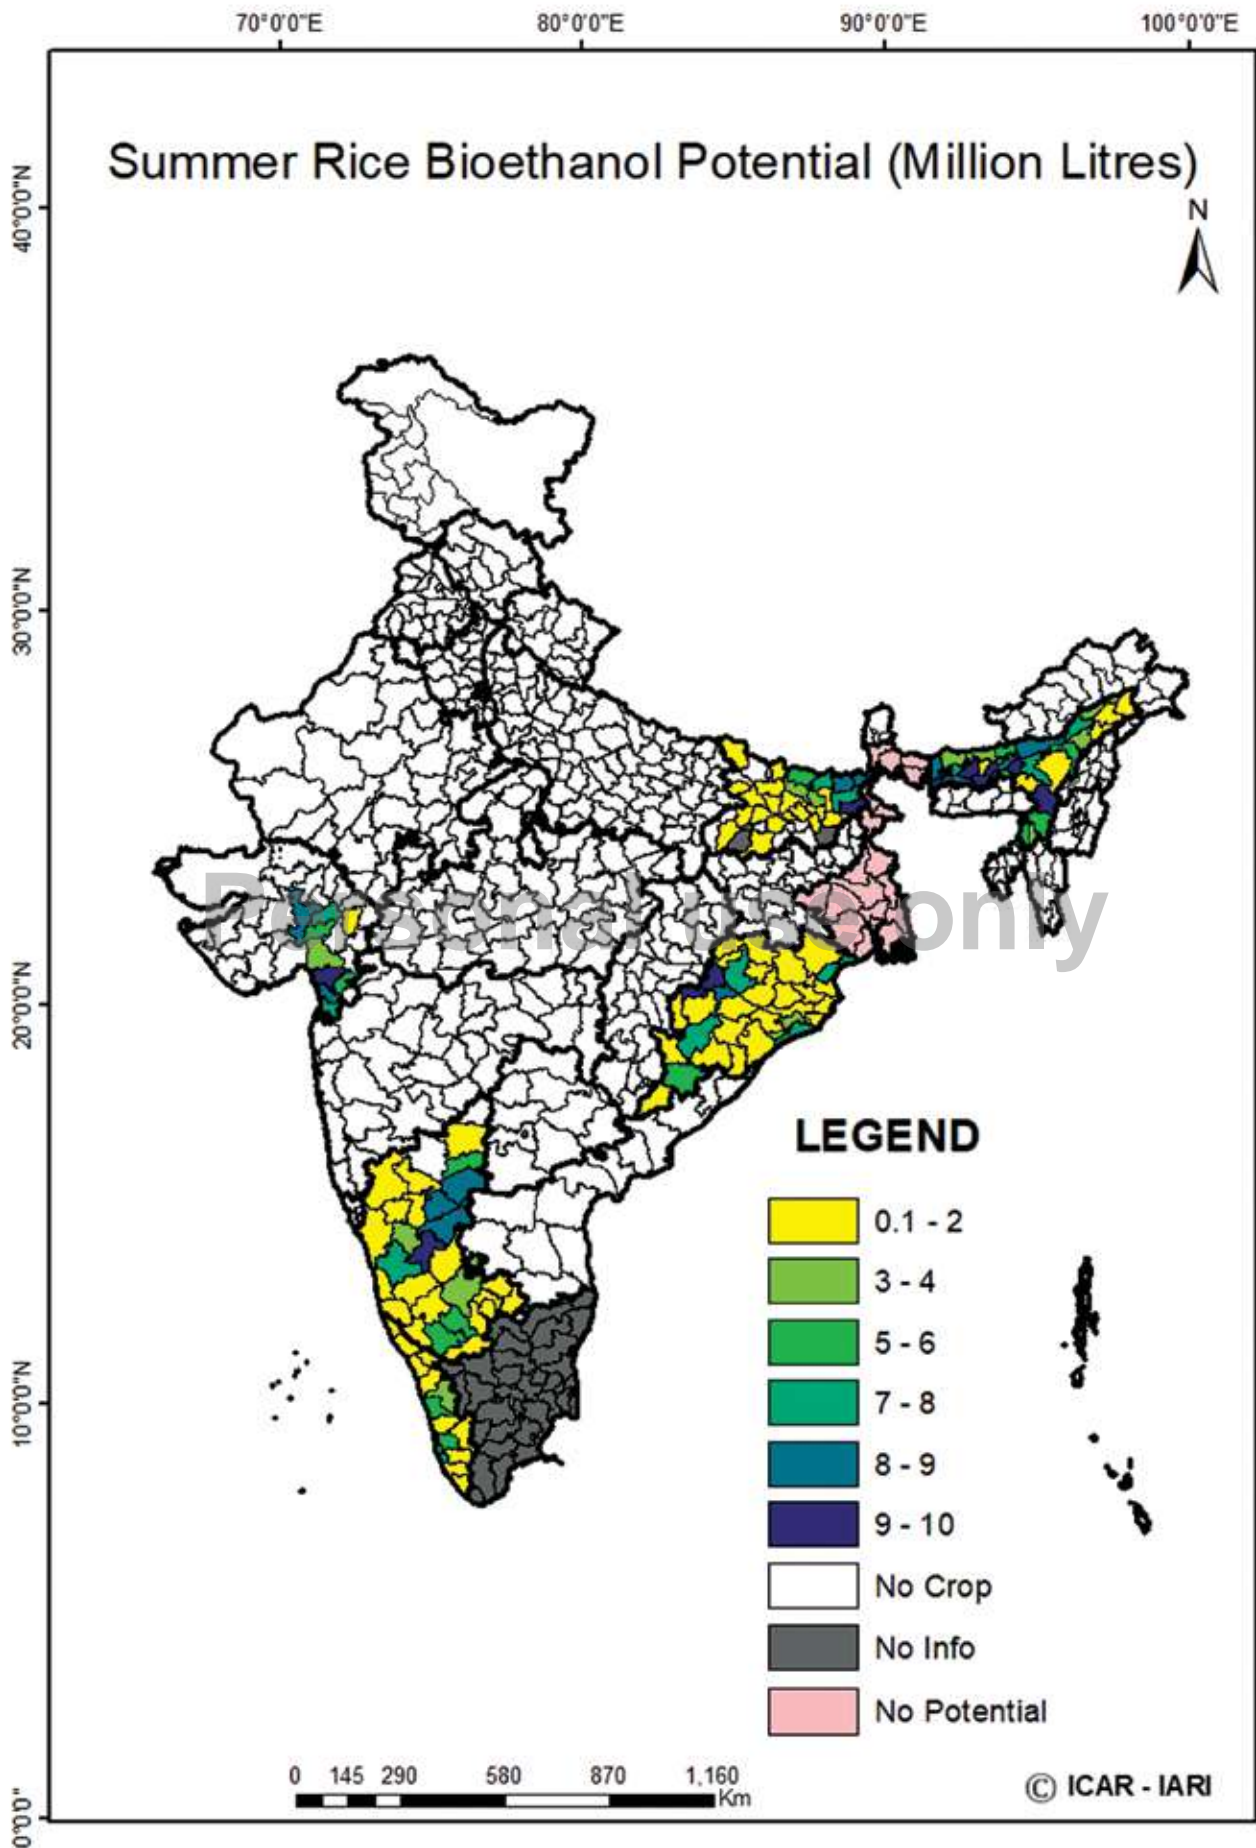 70°0'0"E 80°0'0"E 90°0'0"E 100°0'0"E
Summer Rice Bioethanol Potential (Million Litres)
N
40°0'0"N
30°0'0"N
20°0'0"N
10°0'0"N
0°0'0"
Personal use only
LEGEND
0.1 - 2
3 - 4
5 - 6
7 - 8
8 - 9
9 - 10
No Crop
No Info
No Potential
0 145 290 580 870 1,160
Km
© ICAR - IARI